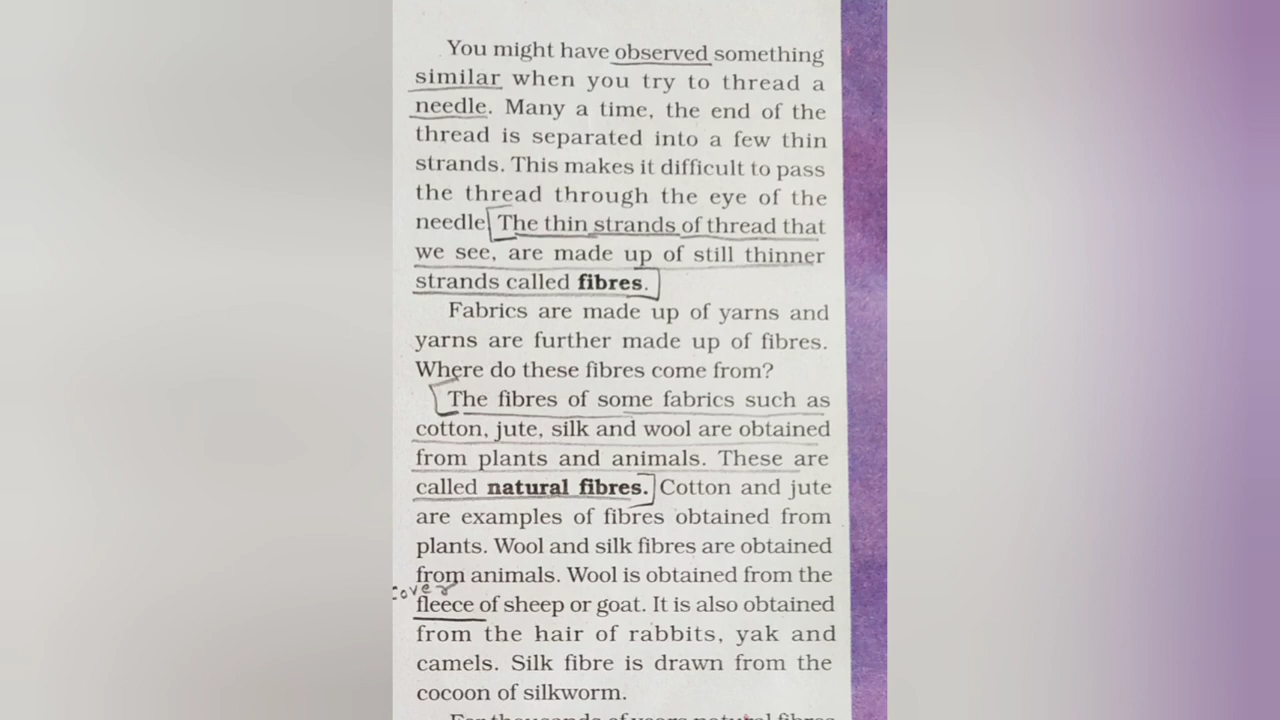 You might have observed something
similar when you try to thread a
needle. Many a time, the end of the
thread is separated into a few thin
strands. This makes it difficult to pass
the thread through the eye of the
needle. The thin strands of thread that
we see, are made up of still thinner
strands called fibres.
Fabrics are made up of yarns and
yarns are further made up of fibres.
Where do these fibres come from?
The fibres of some fabrics such as
cotton, jute, silk and wool are obtained
from plants and animals. These are
called natural fibres. Cotton and jute
are examples of fibres obtained from
plants. Wool and silk fibres are obtained
from animals. Wool is obtained from the
cover
fleece of sheep or goat. It is also obtained
from the hair of rabbits, yak and
camels. Silk fibre is drawn from the
cocoon of silkworm.
For thousands of years natural fibres